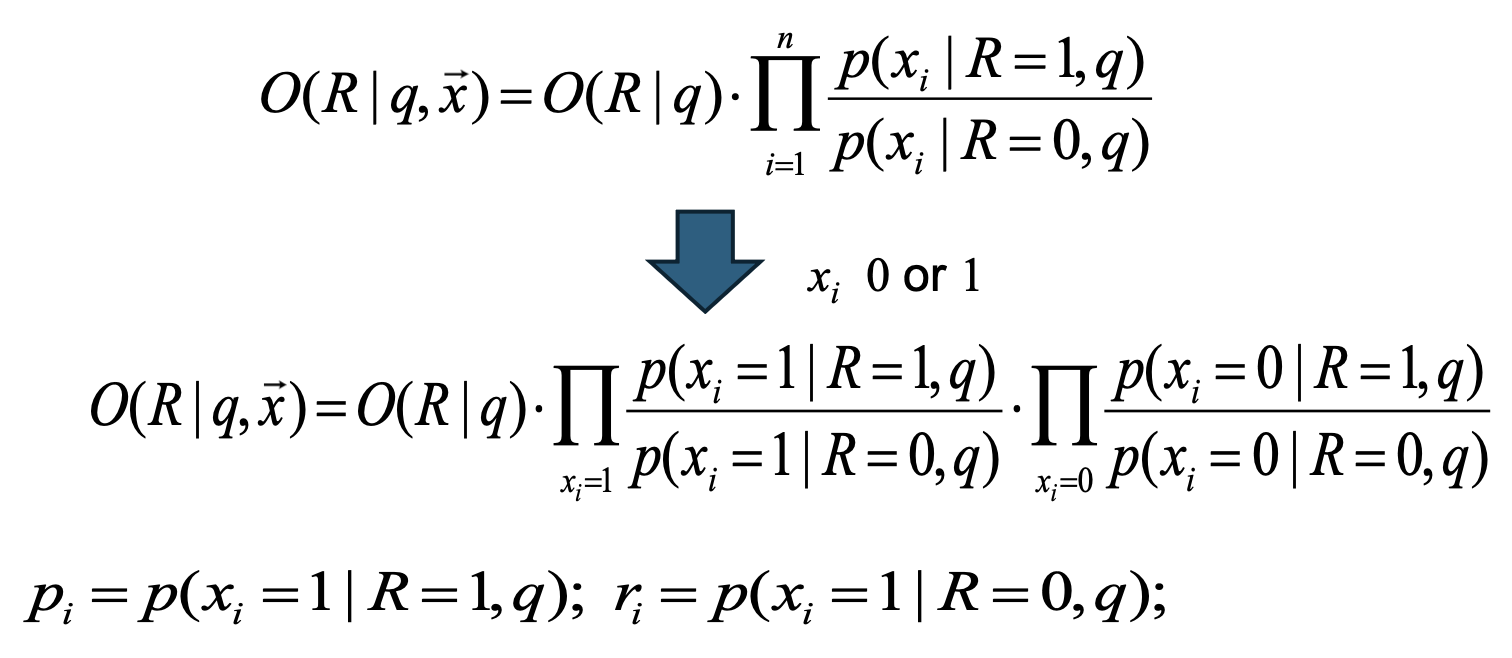 O(R | q, x⃗) = O(R | q) · ∏_{i=1}^{n} p(x_i | R = 1, q) / p(x_i | R = 0, q)
x_i 0 or 1
O(R | q, x⃗) = O(R | q) · ∏_{x_i=1} p(x_i = 1 | R = 1, q) / p(x_i = 1 | R = 0, q) · ∏_{x_i=0} p(x_i = 0 | R = 1, q) / p(x_i = 0 | R = 0, q)
p_i = p(x_i = 1 | R = 1, q); r_i = p(x_i = 1 | R = 0, q);